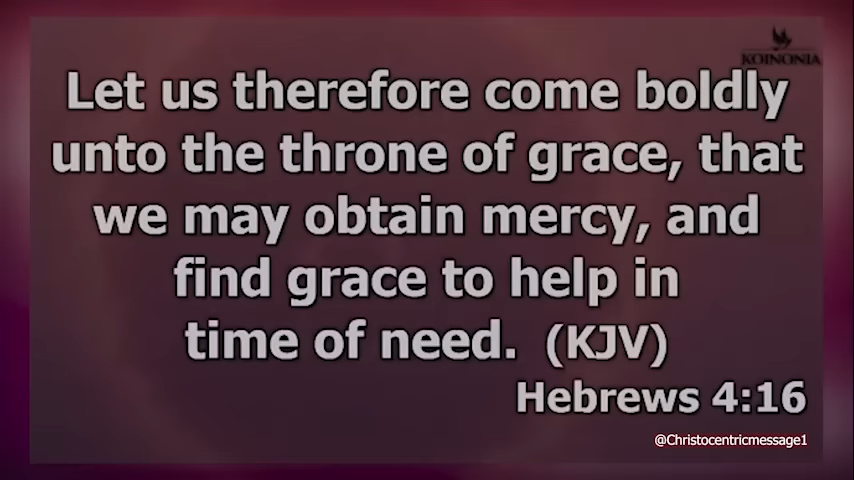 KOINONIA
Let us therefore come boldly
unto the throne of grace, that
we may obtain mercy, and
find grace to help in
time of need. (KJV)
Hebrews 4:16
@Christocentricmessage1